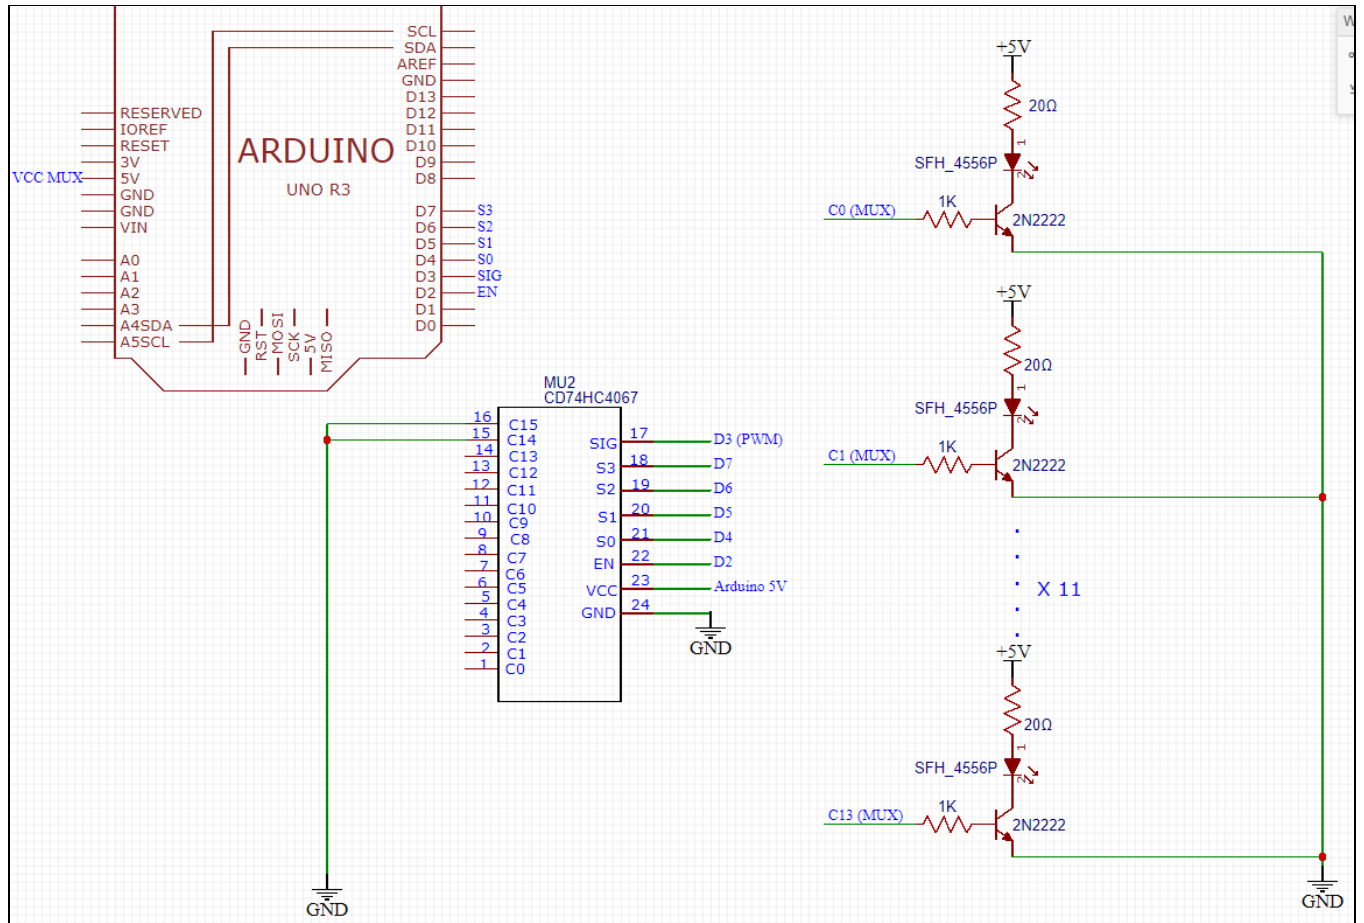 SCL
SDA
AREF
GND
D13
D12
D11
D10
D9
D8
D7
D6
D5
D4
D3
D2
D1
D0
S3
S2
S1
S0
SIG
EN
RESERVED
IOREF
RESET
3V
5V
GND
GND
VIN
A0
A1
A2
A3
A4SDA
A5SCL
VCC MUX
ARDUINO
UNO R3
GND
RST
MOSI
SCK
5V
MISO
MU2
CD74HC4067
16 C15
15 C14
14 C13
13 C12
12 C11
11 C10
10 C9
9 C8
8 C7
7 C6
6 C5
5 C4
4 C3
3 C2
2 C1
1 C0
SIG 17 D3 (PWM)
S3 18 D7
S2 19 D6
S1 20 D5
S0 21 D4
EN 22 D2
VCC 23 Arduino 5V
GND 24
GND
GND
+5V
20Ω
1
SFH_4556P
2
1K
C0 (MUX)
2N2222
+5V
20Ω
1
SFH_4556P
2
1K
C1 (MUX)
2N2222
X 11
+5V
20Ω
1
SFH_4556P
2
1K
C13 (MUX)
2N2222
GND